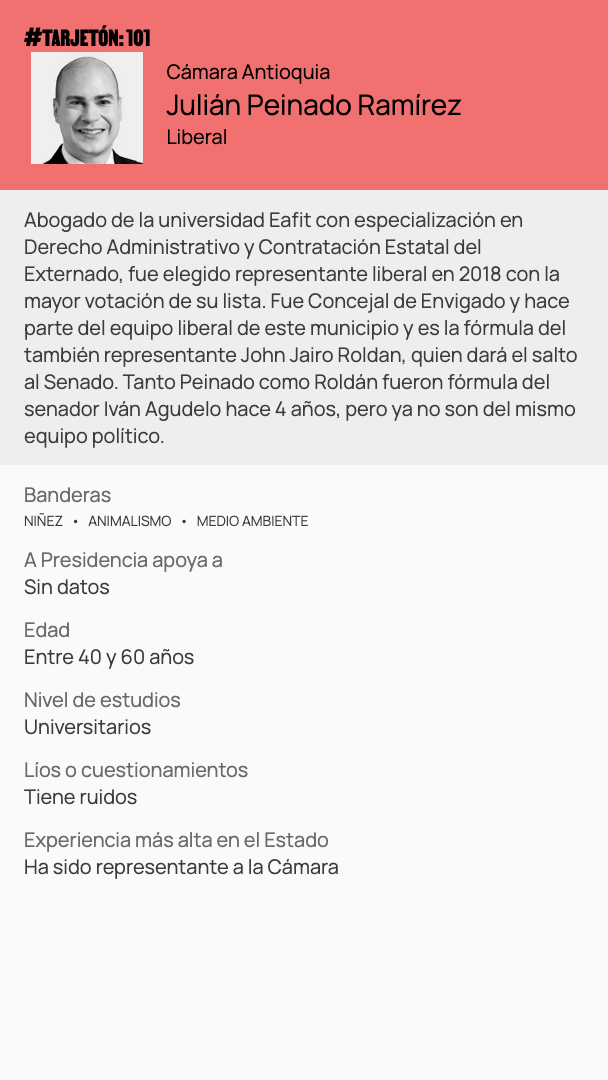 #TARJETÓN: 101
Cámara Antioquia
Julián Peinado Ramírez
Liberal
Abogado de la universidad Eafit con especialización en
Derecho Administrativo y Contratación Estatal del
Externado, fue elegido representante liberal en 2018 con la
mayor votación de su lista. Fue Concejal de Envigado y hace
parte del equipo liberal de este municipio y es la fórmula del
también representante John Jairo Roldan, quien dará el salto
al Senado. Tanto Peinado como Roldán fueron fórmula del
senador Iván Agudelo hace 4 años, pero ya no son del mismo
equipo político.
Banderas
NIÑEZ • ANIMALISMO • MEDIO AMBIENTE
A Presidencia apoya a
Sin datos
Edad
Entre 40 y 60 años
Nivel de estudios
Universitarios
Líos o cuestionamientos
Tiene ruidos
Experiencia más alta en el Estado
Ha sido representante a la Cámara